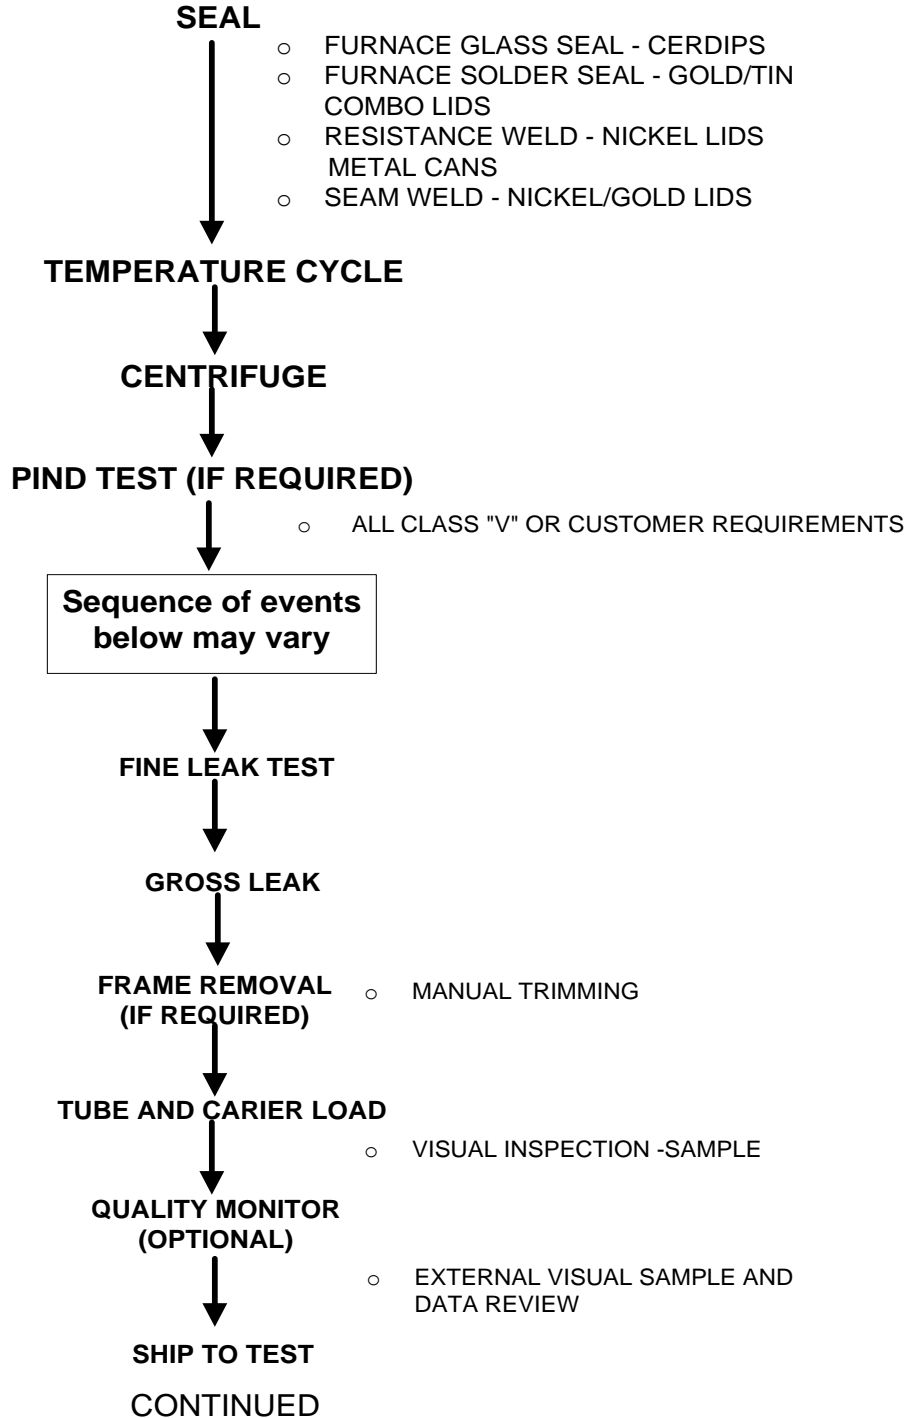 SEAL
o FURNACE GLASS SEAL - CERDIPS
o FURNACE SOLDER SEAL - GOLD/TIN
COMBO LIDS
o RESISTANCE WELD - NICKEL LIDS
METAL CANS
o SEAM WELD - NICKEL/GOLD LIDS
TEMPERATURE CYCLE
CENTRIFUGE
PIND TEST (IF REQUIRED)
o ALL CLASS "V" OR CUSTOMER REQUIREMENTS
Sequence of events
below may vary
FINE LEAK TEST
GROSS LEAK
FRAME REMOVAL
(IF REQUIRED)
o MANUAL TRIMMING
TUBE AND CARIER LOAD
o VISUAL INSPECTION -SAMPLE
QUALITY MONITOR
(OPTIONAL)
o EXTERNAL VISUAL SAMPLE AND
DATA REVIEW
SHIP TO TEST
CONTINUED